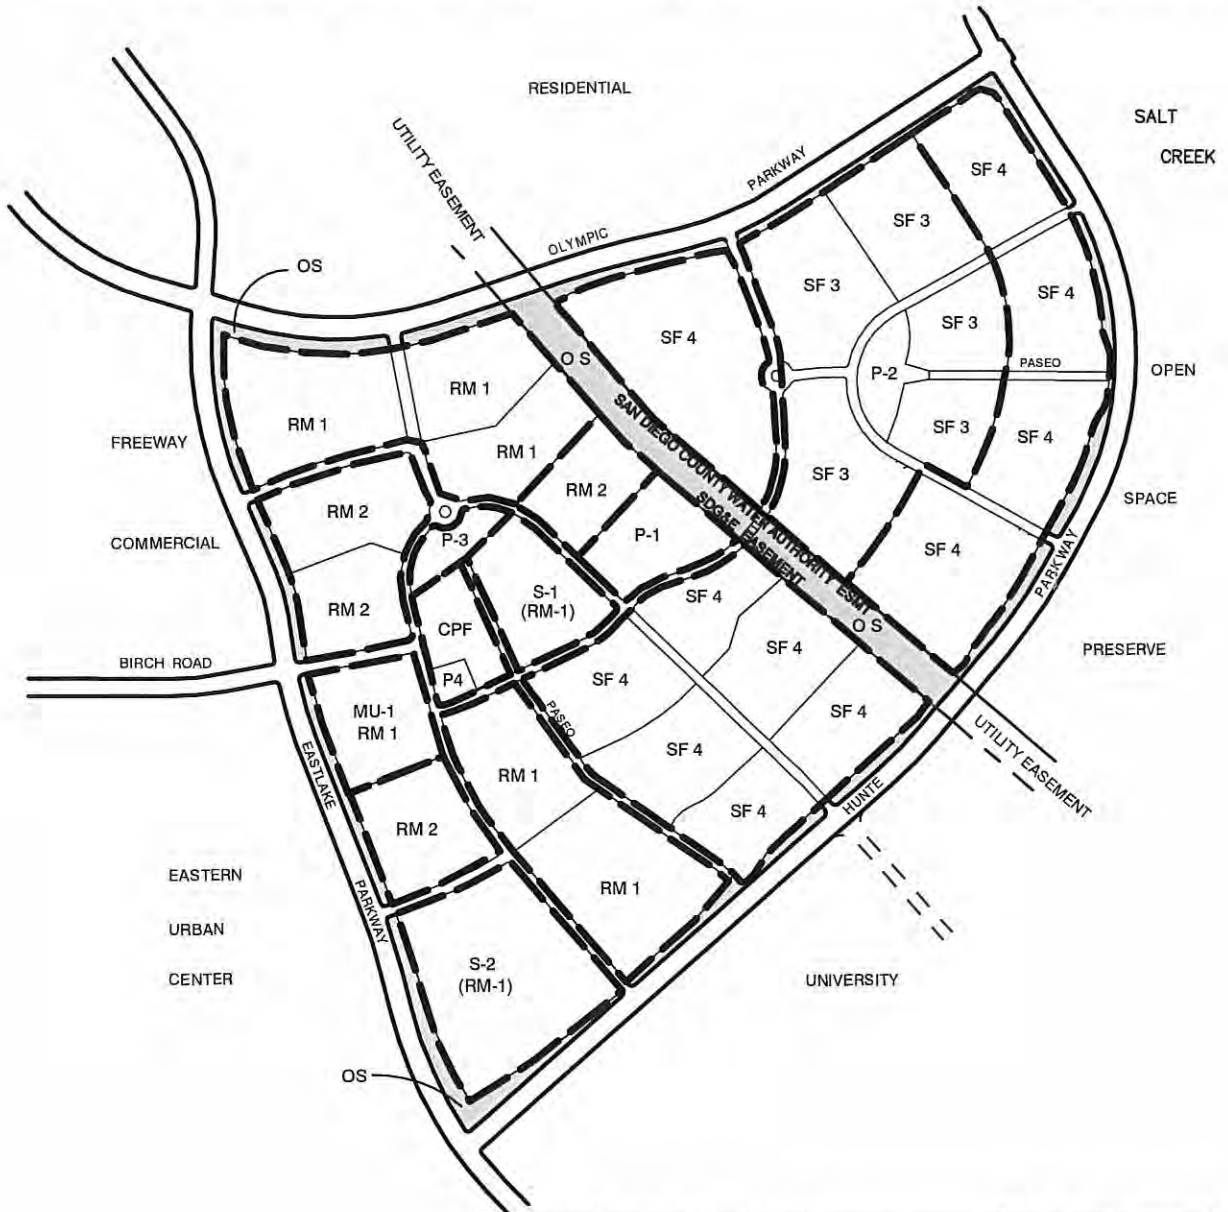 RESIDENTIAL
SALT
CREEK
UTILITY EASEMENT
PARKWAY
OLYMPIC
SF 4
SF 3
OS
SF 3
SF 4
SF 4
SF 3
O S
RM 1
P-2
PASEO
OPEN
SAN DIEGO COUNTY WATER AUTHORITY ESMT
SDG&E EASEMENT
RM 1
FREEWAY
SF 3
SF 4
RM 1
SF 3
RM 2
SPACE
RM 2
O
O
P-3
P-1
COMMERCIAL
SF 4
PARKWAY
S-1
(RM-1)
SF 4
RM 2
CPF
O S
SF 4
PRESERVE
BIRCH ROAD
P4
SF 4
MU-1
RM 1
PASEO
SF 4
UTILITY EASEMENT
SF 4
EASTLAKE
RM 1
HUNTE
SF 4
RM 2
EASTERN
RM 1
PARKWAY
URBAN
S-2
(RM-1)
CENTER
UNIVERSITY
OS